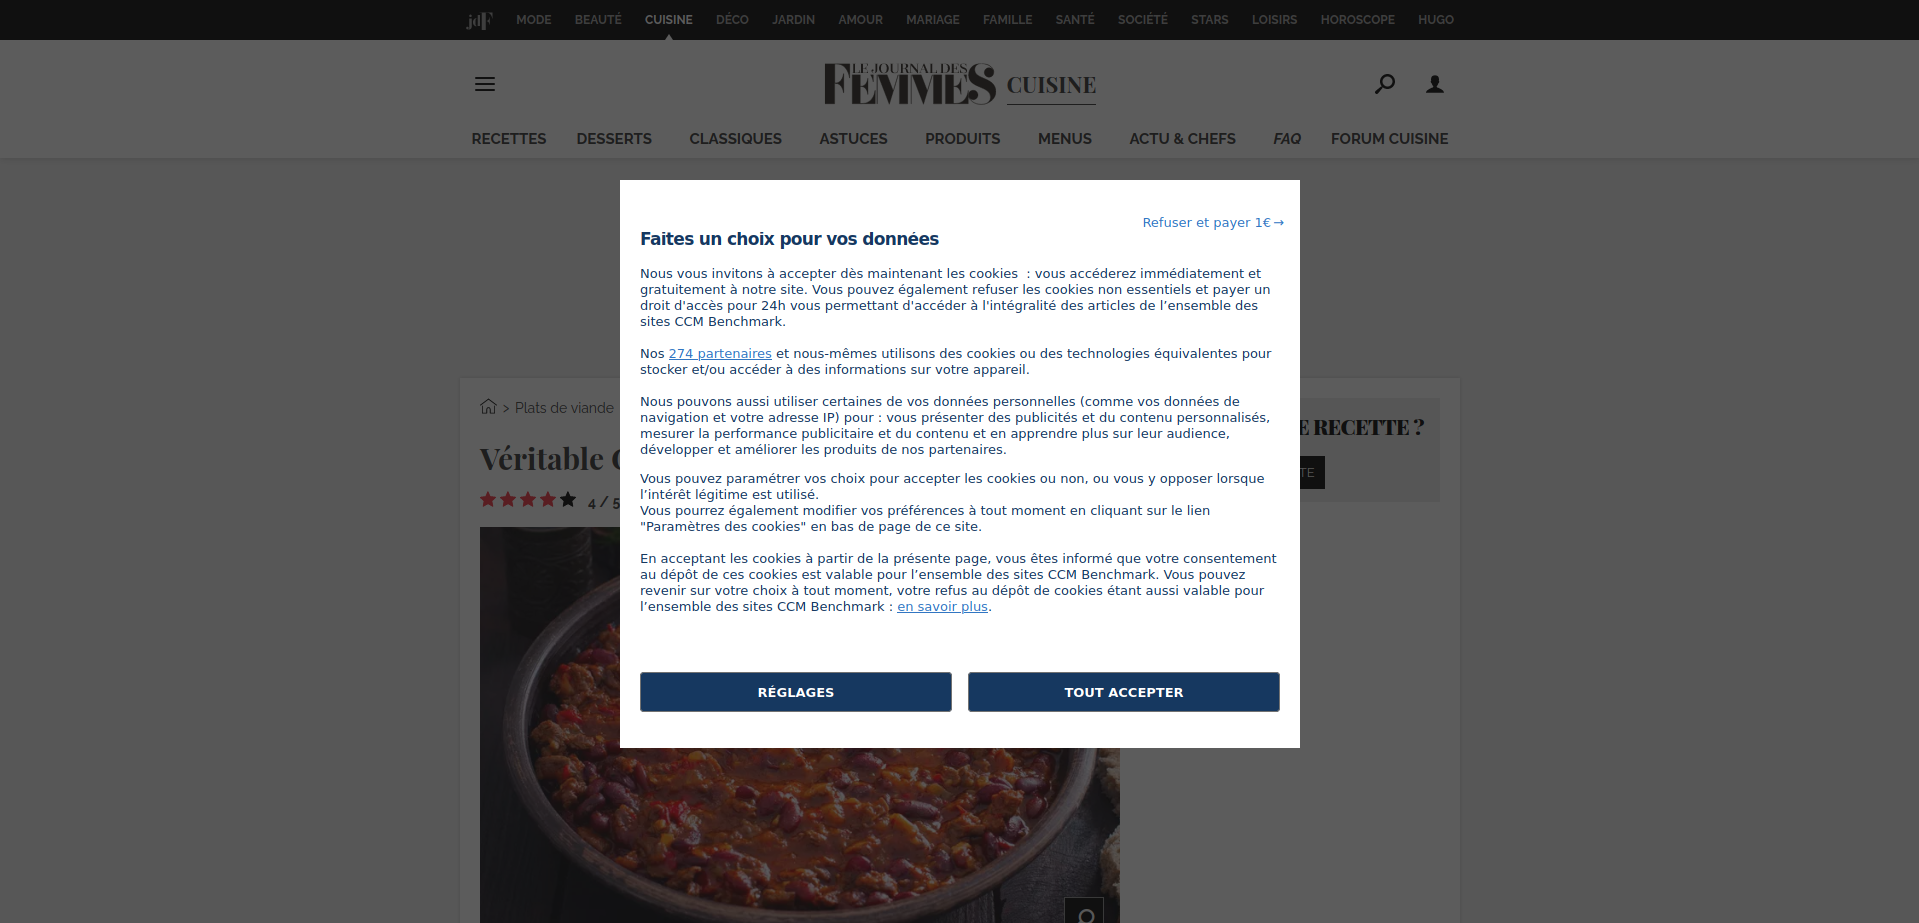 jdF MODE BEAUTÉ CUISINE DÉCO JARDIN AMOUR MARIAGE FAMILLE SANTÉ SOCIÉTÉ STARS LOISIRS HOROSCOPE HUGO
LE JOURNAL DES
FEMMES CUISINE
RECETTES DESSERTS CLASSIQUES ASTUCES PRODUITS MENUS ACTU & CHEFS FAQ FORUM CUISINE
Refuser et payer 1€→
Faites un choix pour vos données
Nous vous invitons à accepter dès maintenant les cookies : vous accéderez immédiatement et
gratuitement à notre site. Vous pouvez également refuser les cookies non essentiels et payer un
droit d'accès pour 24h vous permettant d'accéder à l'intégralité des articles de l’ensemble des
sites CCM Benchmark.
Nos 274 partenaires et nous-mêmes utilisons des cookies ou des technologies équivalentes pour
stocker et/ou accéder à des informations sur votre appareil.
Nous pouvons aussi utiliser certaines de vos données personnelles (comme vos données de
navigation et votre adresse IP) pour : vous présenter des publicités et du contenu personnalisés,
mesurer la performance publicitaire et du contenu et en apprendre plus sur leur audience,
développer et améliorer les produits de nos partenaires.
Vous pouvez paramétrer vos choix pour accepter les cookies ou non, ou vous y opposer lorsque
l’intérêt légitime est utilisé.
Vous pourrez également modifier vos préférences à tout moment en cliquant sur le lien
"Paramètres des cookies" en bas de page de ce site.
En acceptant les cookies à partir de la présente page, vous êtes informé que votre consentement
au dépôt de ces cookies est valable pour l’ensemble des sites CCM Benchmark. Vous pouvez
revenir sur votre choix à tout moment, votre refus au dépôt de cookies étant aussi valable pour
l’ensemble des sites CCM Benchmark : en savoir plus.
RÉGLAGES TOUT ACCEPTER
> Plats de viande
Véritable
4 / 5
RECETTE ?